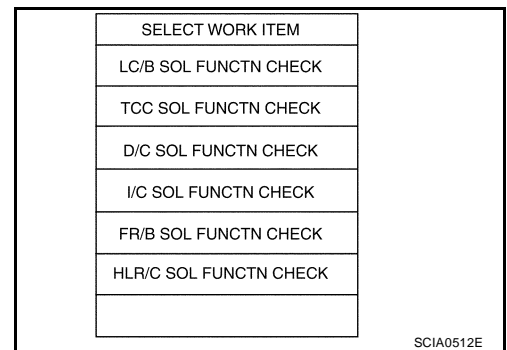 SELECT WORK ITEM
LC/B SOL FUNCTN CHECK
TCC SOL FUNCTN CHECK
D/C SOL FUNCTN CHECK
I/C SOL FUNCTN CHECK
FR/B SOL FUNCTN CHECK
HLR/C SOL FUNCTN CHECK
SCIA0512E